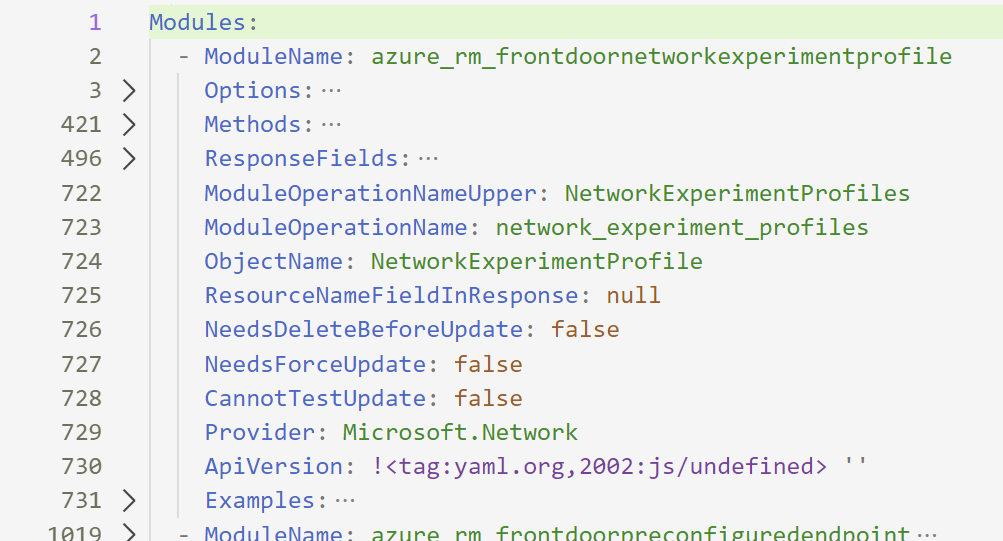 1 Modules:
2 - ModuleName: azure_rm_frontdoornetworkexperimentprofile
3 > Options: ···
421 > Methods: ···
496 > ResponseFields: ···
722 ModuleOperationNameUpper: NetworkExperimentProfiles
723 ModuleOperationName: network_experiment_profiles
724 ObjectName: NetworkExperimentProfile
725 ResourceNameFieldInResponse: null
726 NeedsDeleteBeforeUpdate: false
727 NeedsForceUpdate: false
728 CannotTestUpdate: false
729 Provider: Microsoft.Network
730 ApiVersion: !<tag:yaml.org,2002:js/undefined> ''
731 > Examples: ···
1019 > - ModuleName: azure_rm_frontdoorpreconfiguredendpoint ···